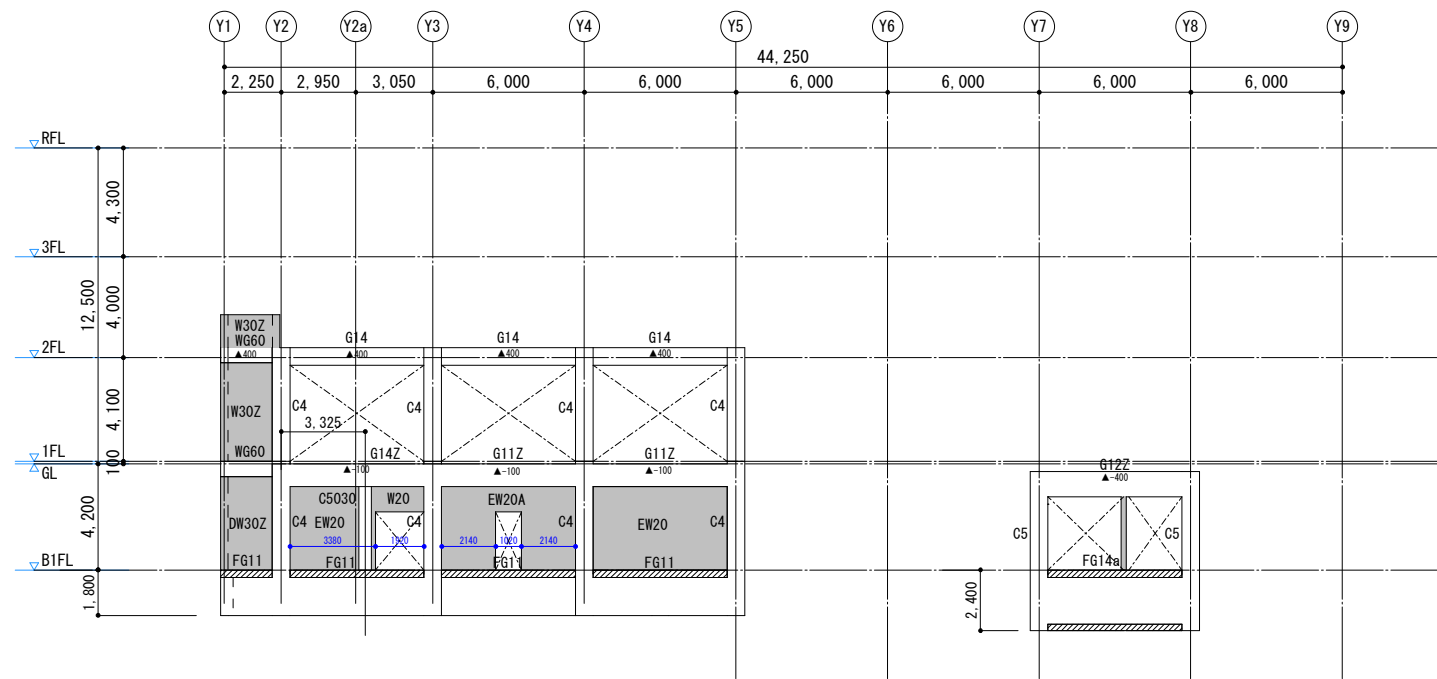 Y1 Y2 Y2a Y3 Y4 Y5 Y6 Y7 Y8 Y9
44,250
2,250 2,950 3,050 6,000 6,000 6,000 6,000 6,000 6,000
RFL
4,300
3FL
12,500
4,000
W30Z
WG60
▲400
G14
▲400
G14
▲400
G14
▲400
2FL
4,100
W30Z
C4
C4
C4
C4
3,325
WG60
G14Z
G11Z
G11Z
1FL
100
▲-100
▲-100
▲-100
GL
G12Z
▲-400
4,200
C5030
W20
EW20A
DW30Z
C4
EW20
C4
C4
EW20
C4
C5
C5
3380
1920
2140
1020
2140
FG11
FG11
FG11
FG11
FG14a
B1FL
1,800
2,400